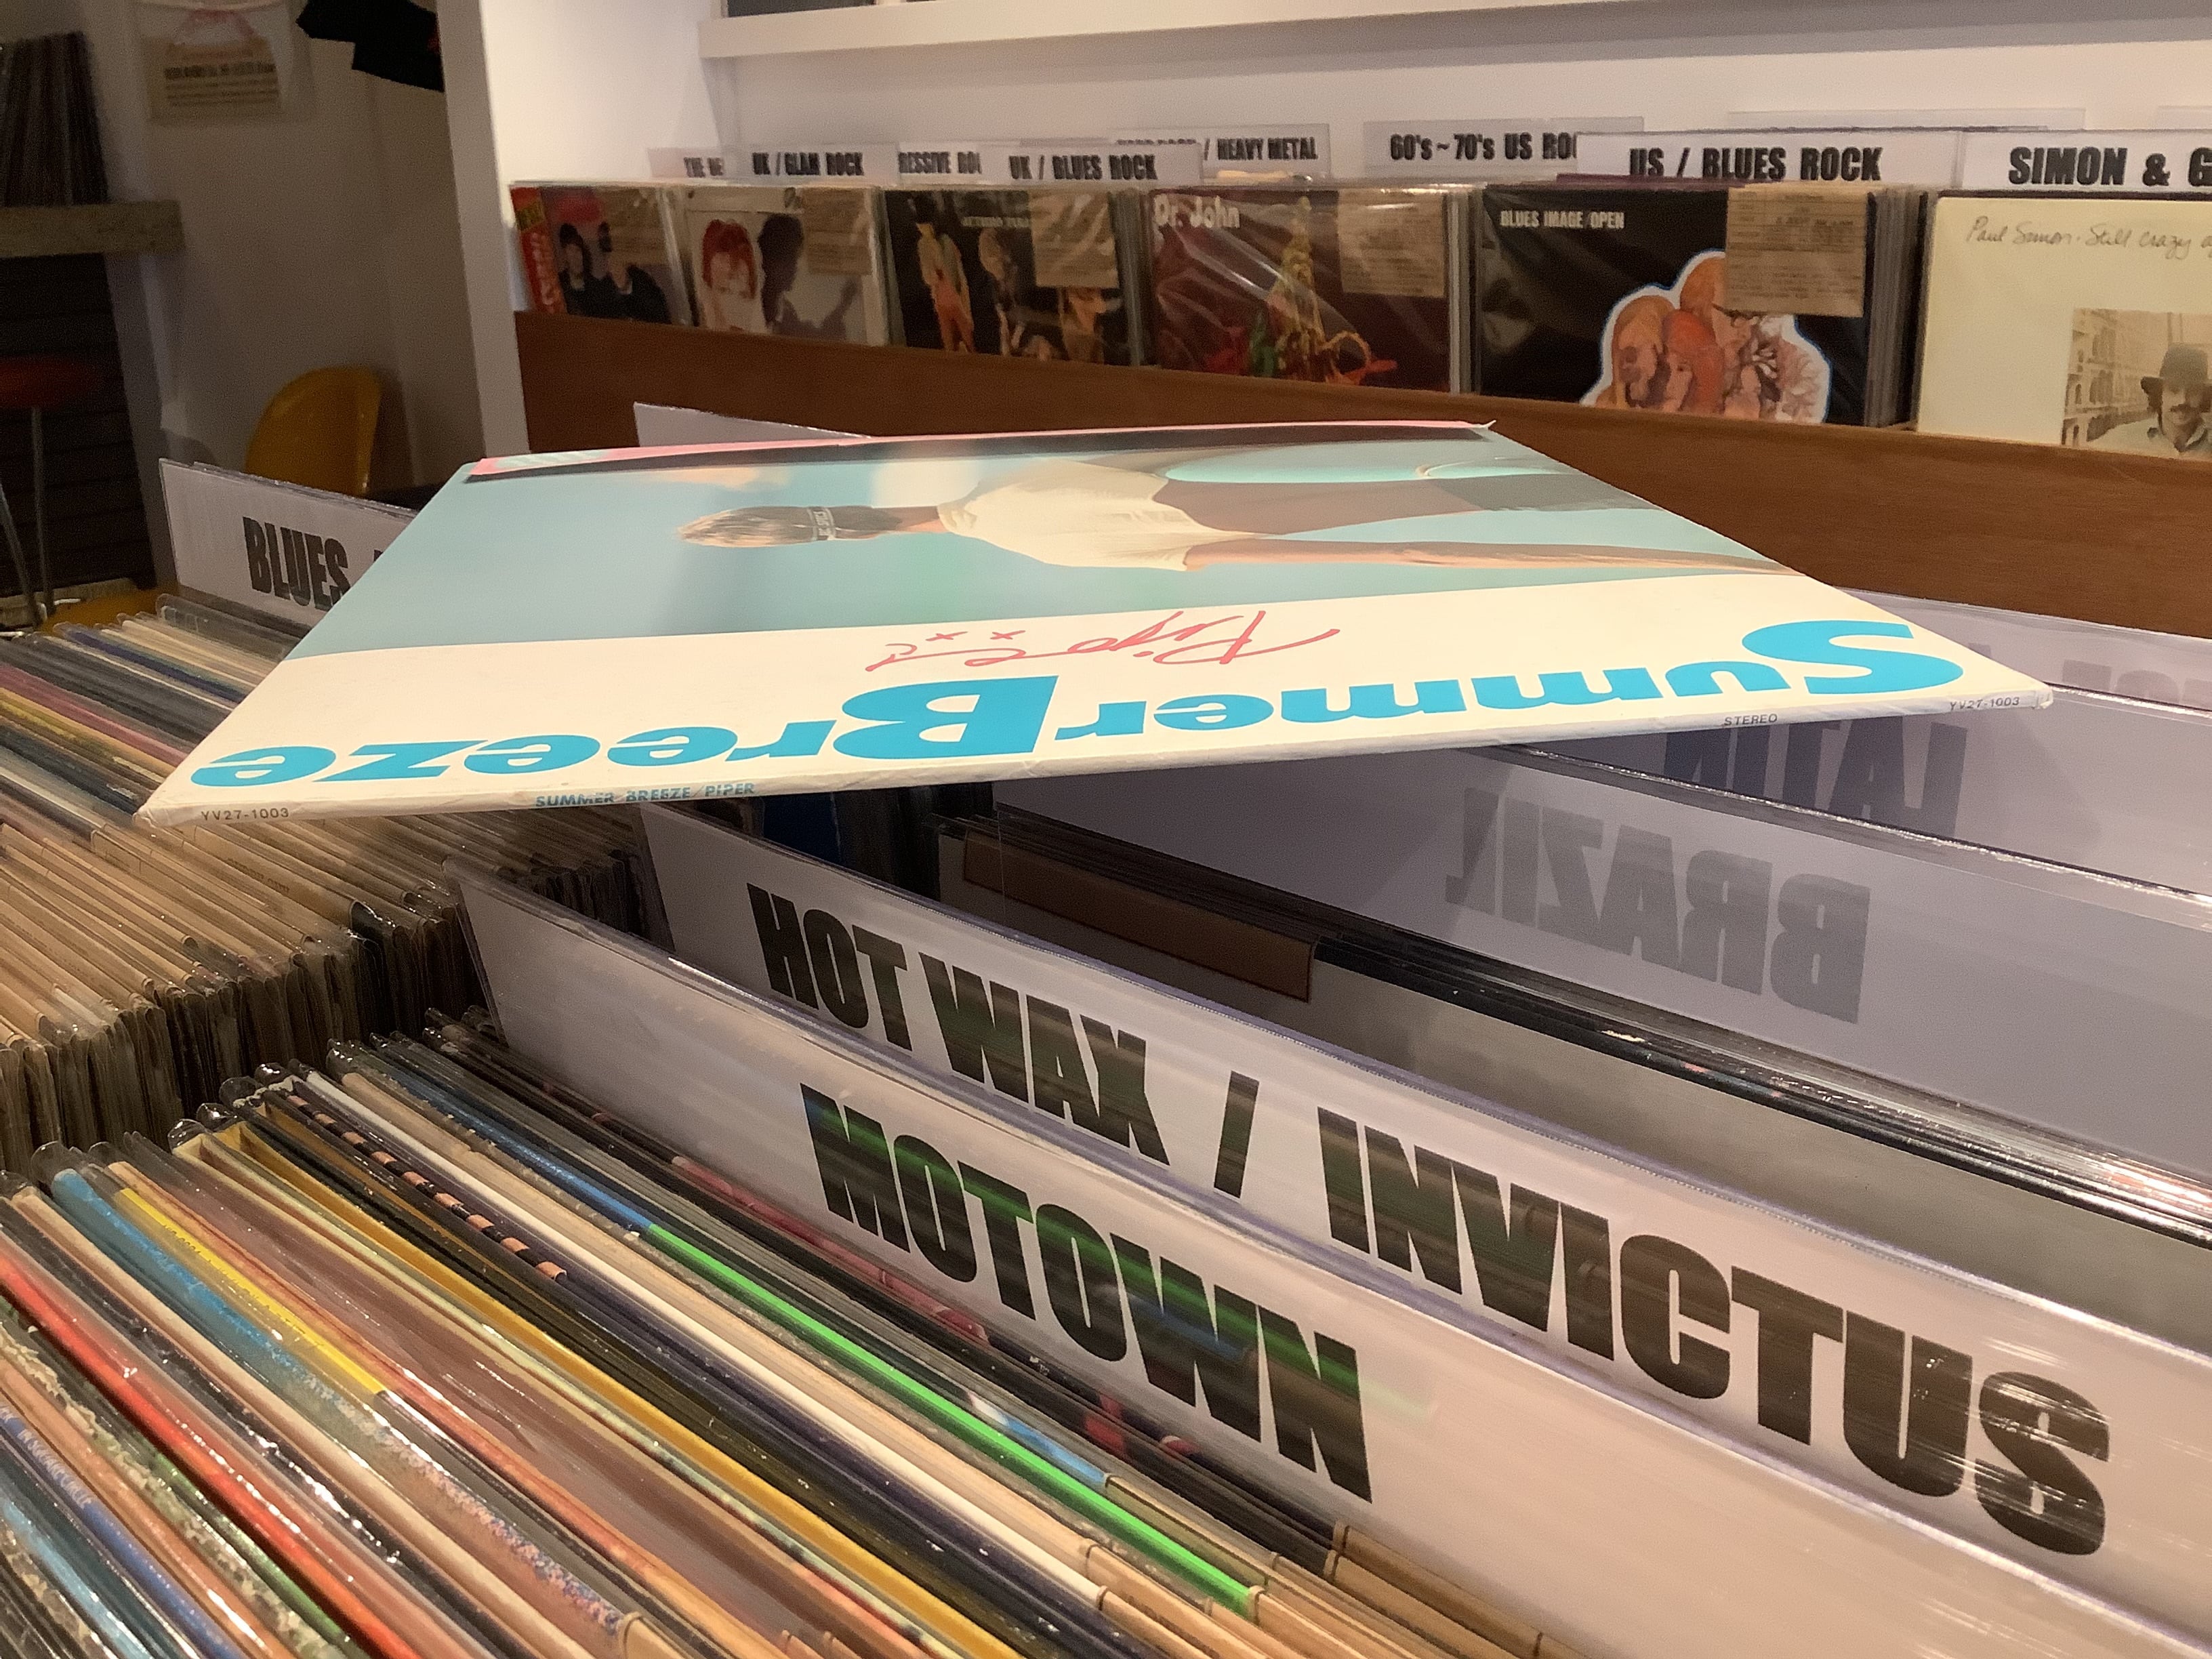 60's~70's US RO
/ HEAVY METAL
UK / GLAM ROCK
UK / BLUES ROCK
US / BLUES ROCK
SIMON & G
Dr. John
BLUES IMAGE/OPEN
Paul Simon · Still crazy a
BLUES
Piper
Summer Breeze
YV27-1003
STEREO
SUMMER BREEZE/PIPER
YV27-1003
LATIN
BRAZIL
HOT WAX / INVICTUS
MOTOWN